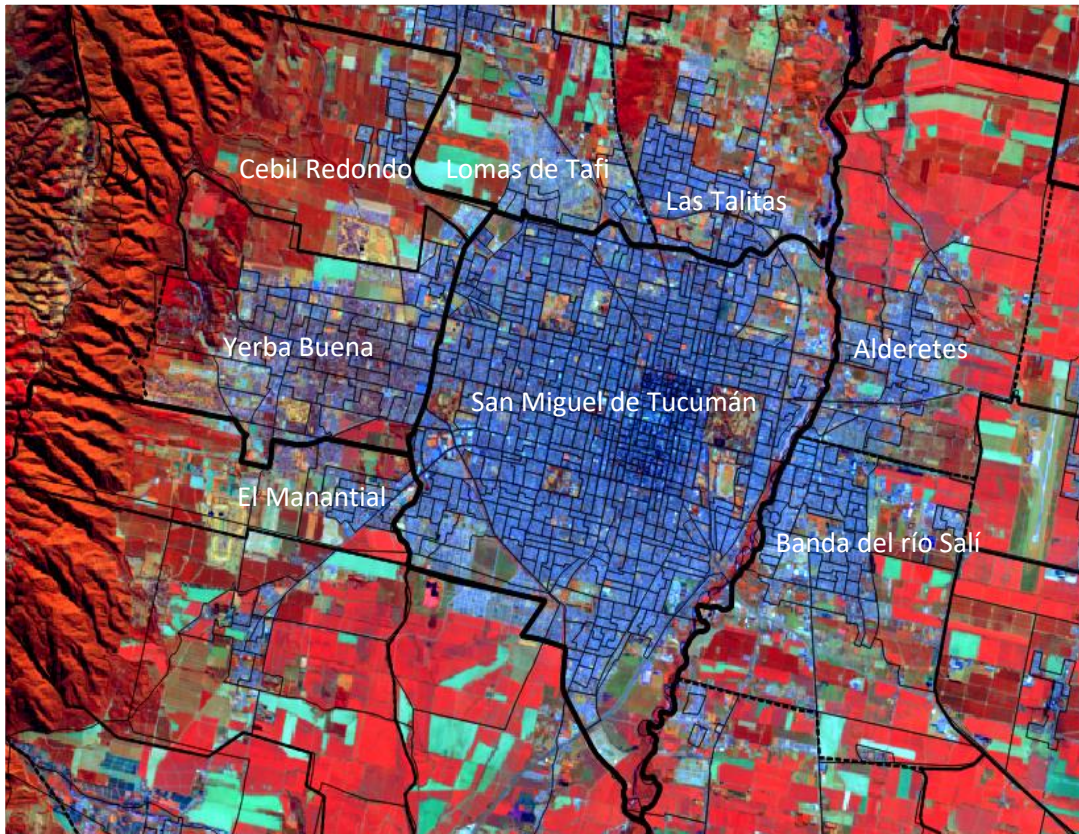 Cebil Redondo
Lomas de Tafi
Las Talitas
Yerba Buena
Alderetes
San Miguel de Tucumán
El Manantial
Banda del río Salí